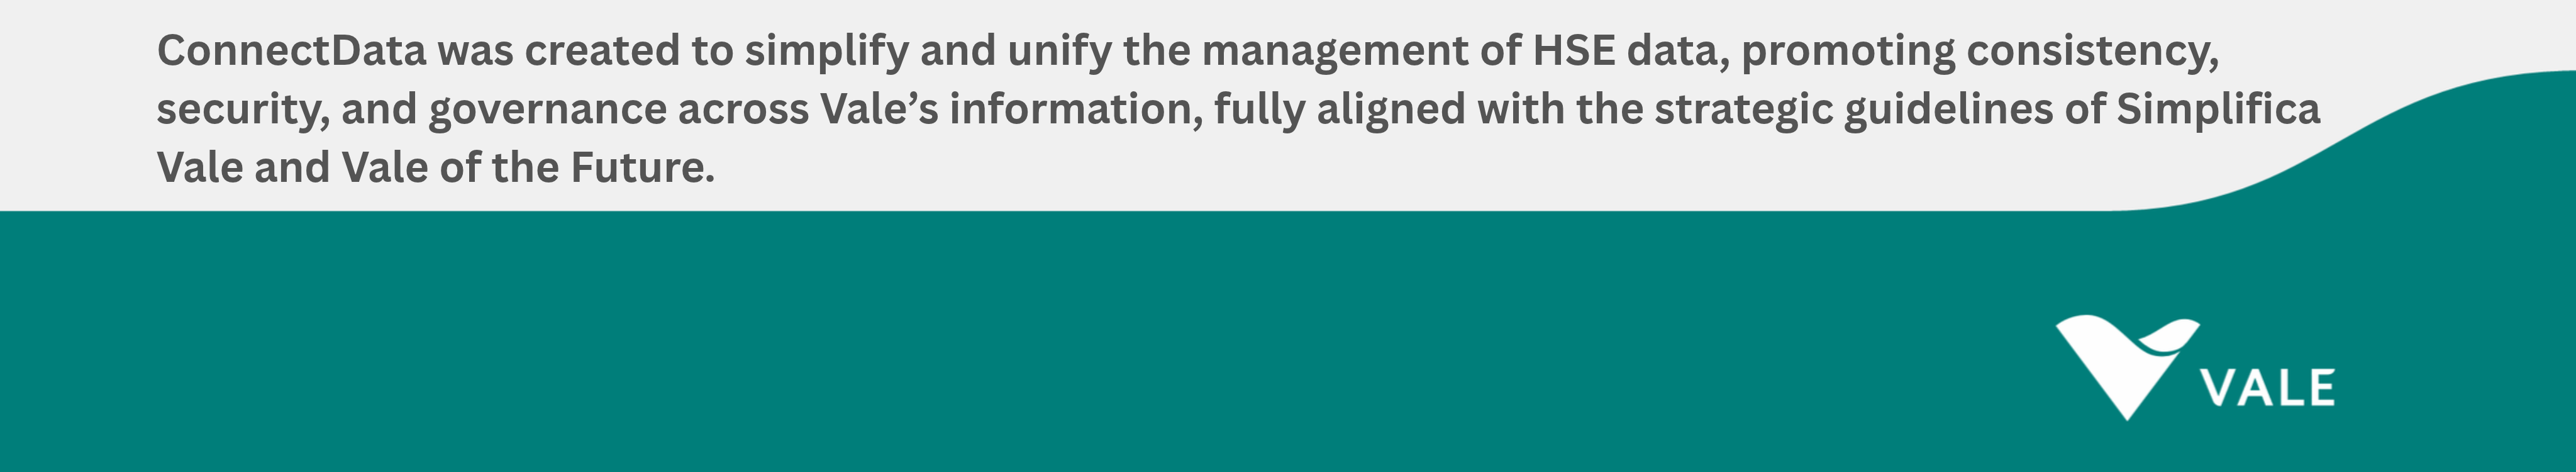 ConnectData was created to simplify and unify the management of HSE data, promoting consistency,
security, and governance across Vale’s information, fully aligned with the strategic guidelines of Simplifica
Vale and Vale of the Future.
VALE